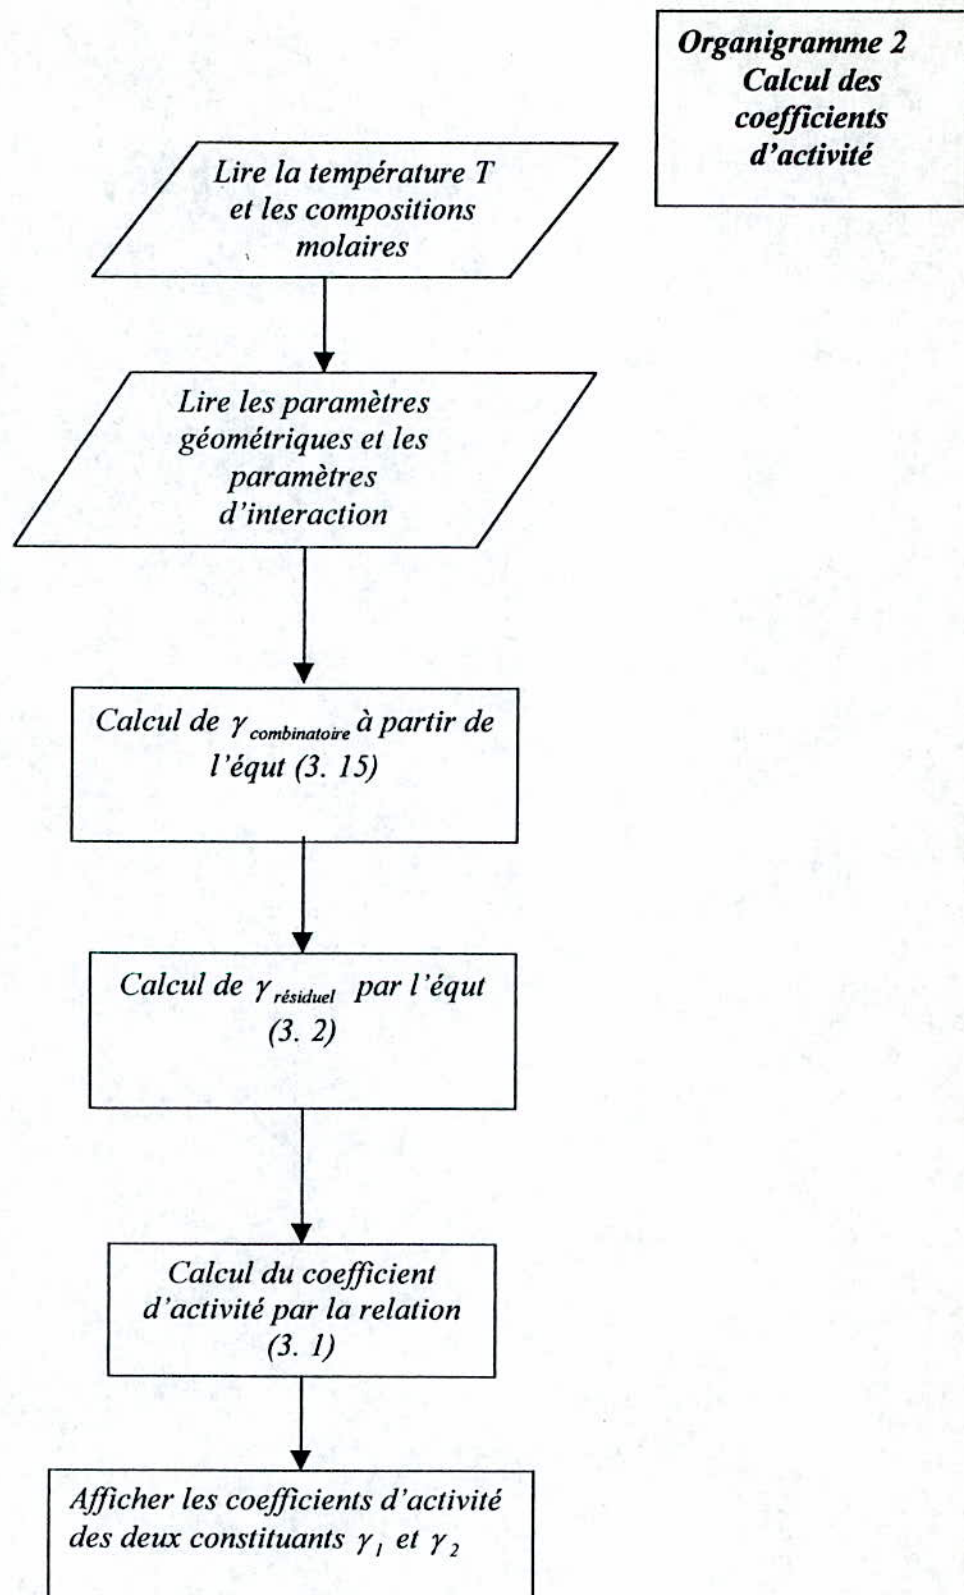 Organigramme 2
Calcul des
coefficients
d'activité
Lire la température T
et les compositions
molaires
Lire les paramètres
géométriques et les
paramètres
d'interaction
Calcul de γ combinatoire à partir de
l'équt (3. 15)
Calcul de γ résiduel par l'équt
(3. 2)
Calcul du coefficient
d'activité par la relation
(3. 1)
Afficher les coefficients d'activité
des deux constituants γ1 et γ2